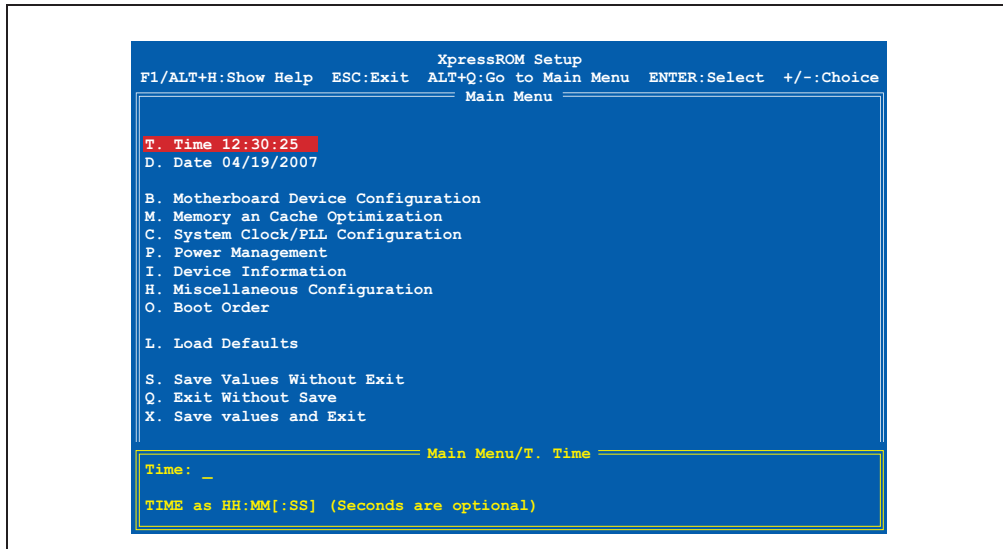 XpressROM Setup
F1/ALT+H:Show Help ESC:Exit ALT+Q:Go to Main Menu ENTER:Select +/-:Choice
Main Menu
T. Time 12:30:25
D. Date 04/19/2007
B. Motherboard Device Configuration
M. Memory an Cache Optimization
C. System Clock/PLL Configuration
P. Power Management
I. Device Information
H. Miscellaneous Configuration
O. Boot Order
L. Load Defaults
S. Save Values Without Exit
Q. Exit Without Save
X. Save values and Exit
Main Menu/T. Time
Time: _
TIME as HH:MM[:SS] (Seconds are optional)